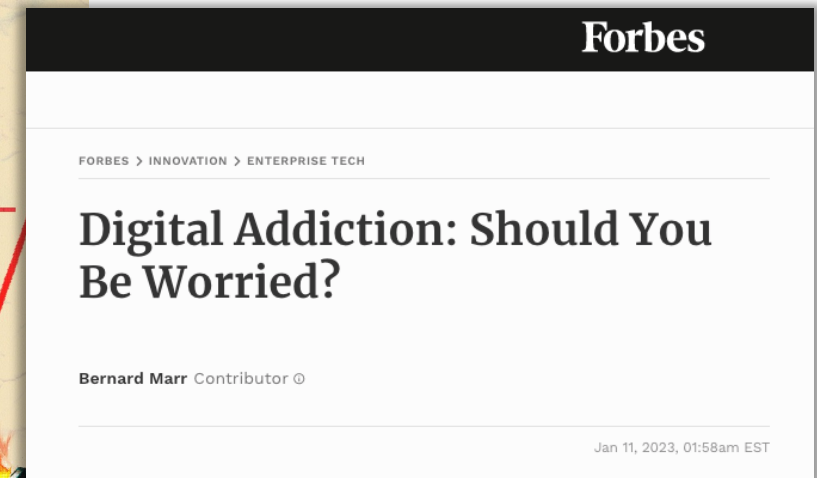 Forbes
FORBES > INNOVATION > ENTERPRISE TECH
Digital Addiction: Should You
Be Worried?
Bernard Marr Contributor
Jan 11, 2023, 01:58am EST